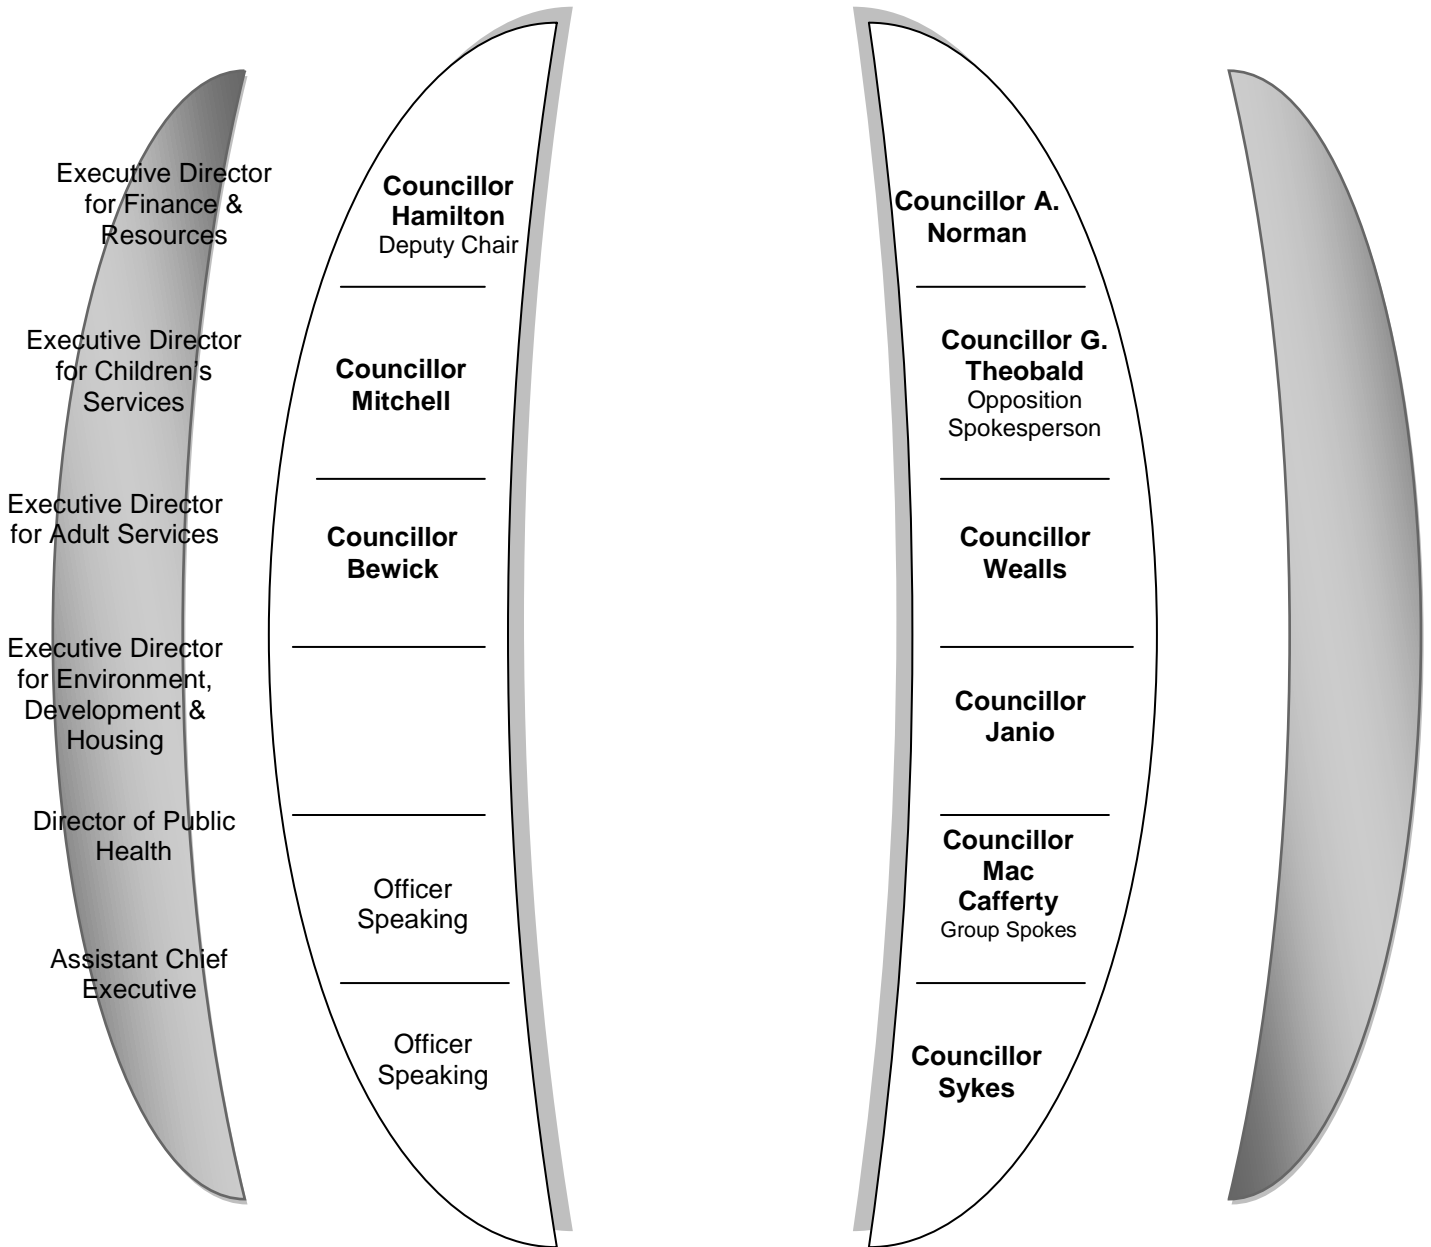 Executive Director
for Finance &
Resources
Executive Director
for Children's
Services
Executive Director
for Adult Services
Executive Director
for Environment,
Development &
Housing
Director of Public
Health
Assistant Chief
Executive
Councillor
Hamilton
Deputy Chair
Councillor
Mitchell
Councillor
Bewick
Officer
Speaking
Officer
Speaking
Councillor A.
Norman
Councillor G.
Theobald
Opposition
Spokesperson
Councillor
Wealls
Councillor
Janio
Councillor
Mac
Cafferty
Group Spokes
Councillor
Sykes